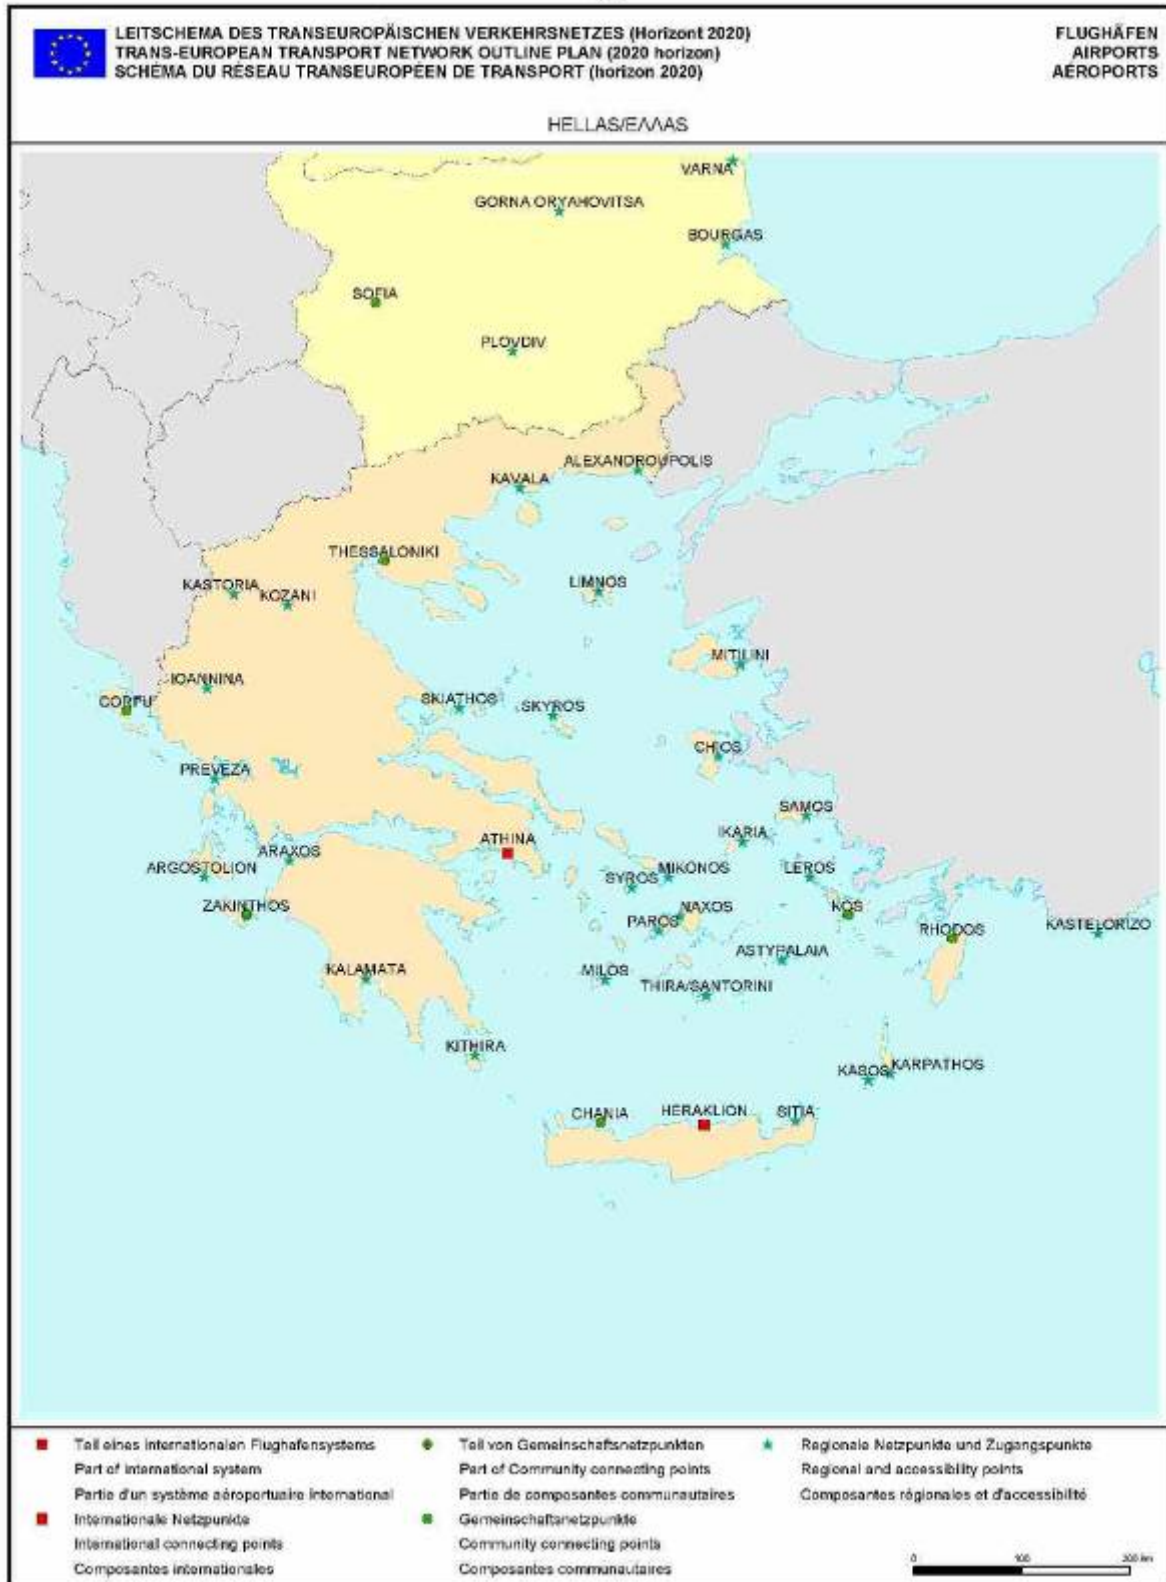 LEITSCHEMA DES TRANSEUROPÄISCHEN VERKEHRSNETZES (Horizont 2020)
TRANS-EUROPEAN TRANSPORT NETWORK OUTLINE PLAN (2020 horizon)
SCHÉMA DU RÉSEAU TRANSEUROPÉEN DE TRANSPORT (horizon 2020)
FLUGHÄFEN
AIRPORTS
AÉROPORTS
HELLAS/ΕΛΛΑS
VARNA
GORNA ORYAHOVITSA
BOURGAS
SOFIA
PLOVDIV
ALEXANDROUPOLIS
KAVALA
THESSALONIKI
LIMNOS
KASTORIA
KOZANI
MITILINI
IOANNINA
CORFU
SKIATHOS
SKYROS
CHIOS
PREVEZA
SAMOS
IKARIA
ATHINA
ARAXOS
ARGOSTOLION
SYROS
MIKONOS
LEROS
ZAKINTHOS
PAROS
NAXOS
KOS
RHODOS
KASTELORIZO
ASTYPALAIA
KALAMATA
MILOS
THIRA/SANTORINI
KITHIRA
KASOS
KARPATHOS
CHANIA
HERAKLION
SITIA
Teil eines internationalen Flughafensystems
Part of international system
Partie d'un système aéroportuaire international
Internationale Netzpunkte
International connecting points
Composantes internationales
Teil von Gemeinschaftsnetzpunkten
Part of Community connecting points
Partie de composantes communautaires
Gemeinschaftsnetzpunkte
Community connecting points
Composantes communautaires
Regionale Netzpunkte und Zugangspunkte
Regional and accessibility points
Composantes régionales et d'accessibilité
0 100 200 km